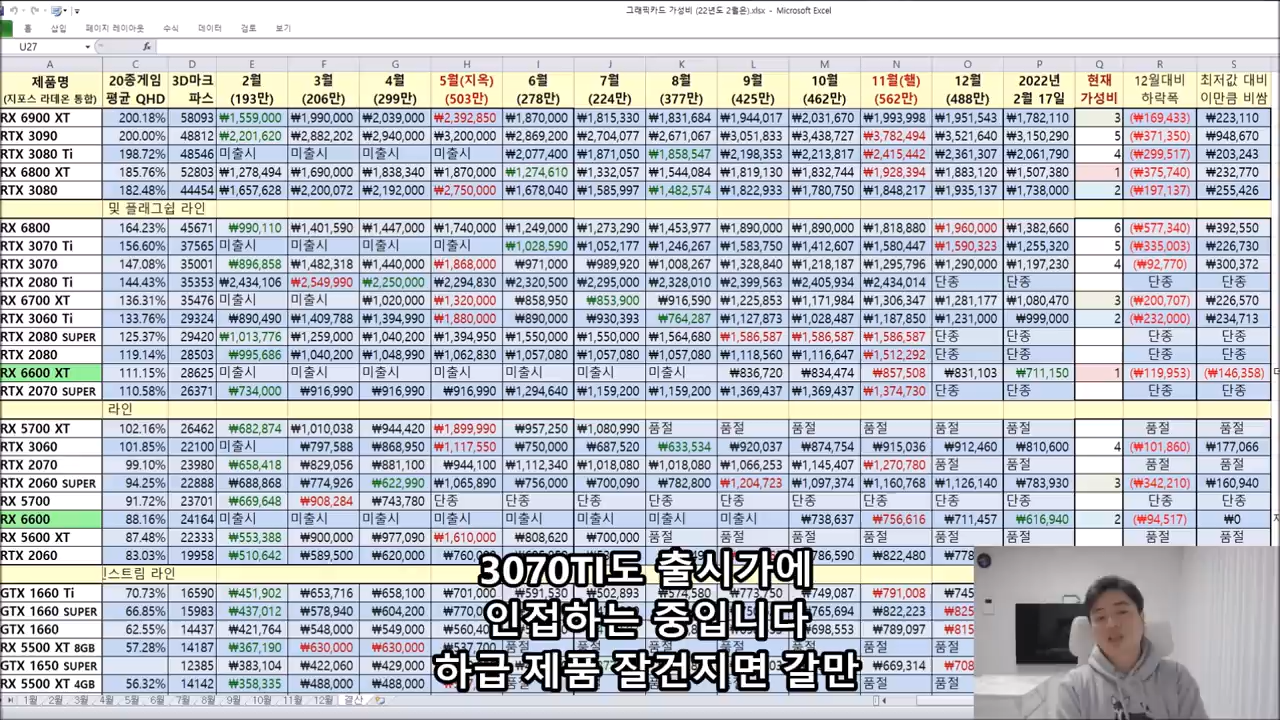 그래픽카드 가성비 (22년도 2월은).xlsx - Microsoft Excel
홈 삽입 페이지 레이아웃 수식 데이터 검토 보기
U27 fx
A C D E F G H I J K L M N O P Q R S
제품명 20종게임 3D마크 2월 3월 4월 5월(지옥) 6월 7월 8월 9월 10월 11월(헬) 12월 2022년 현재 12월대비 최저값 대비
(지포스 라데온 통합) 평균 QHD 파스 (193만) (206만) (299만) (503만) (278만) (224만) (377만) (425만) (462만) (562만) (488만) 2월 17일 가성비 하락폭 이만큼 비쌈
RX 6900 XT 200.18% 58093 ₩1,559,000 ₩1,990,000 ₩2,039,000 ₩2,392,850 ₩1,870,000 ₩1,815,330 ₩1,831,684 ₩1,944,017 ₩2,031,670 ₩1,993,998 ₩1,951,543 ₩1,782,110 3 (₩169,433) ₩223,110
RTX 3090 200.00% 48812 ₩2,201,620 ₩2,882,202 ₩2,940,000 ₩3,200,000 ₩2,869,200 ₩2,704,077 ₩2,671,067 ₩3,051,833 ₩3,438,727 ₩3,782,494 ₩3,521,640 ₩3,150,290 5 (₩371,350) ₩948,670
RTX 3080 Ti 198.72% 48546 미출시 미출시 미출시 미출시 ₩2,077,400 ₩1,871,050 ₩1,858,547 ₩2,198,353 ₩2,213,817 ₩2,415,442 ₩2,361,307 ₩2,061,790 4 (₩299,517) ₩203,243
RX 6800 XT 185.76% 52803 ₩1,278,494 ₩1,690,000 ₩1,838,340 ₩1,870,000 ₩1,274,610 ₩1,332,057 ₩1,544,084 ₩1,819,130 ₩1,832,744 ₩1,928,394 ₩1,883,120 ₩1,507,380 1 (₩375,740) ₩232,770
RTX 3080 182.48% 44454 ₩1,657,628 ₩2,200,072 ₩2,192,000 ₩2,750,000 ₩1,678,040 ₩1,585,997 ₩1,482,574 ₩1,822,933 ₩1,780,750 ₩1,848,217 ₩1,935,137 ₩1,738,000 2 (₩197,137) ₩255,426
및 플래그쉽 라인
RX 6800 164.23% 45671 ₩990,110 ₩1,401,590 ₩1,447,000 ₩1,740,000 ₩1,249,000 ₩1,273,290 ₩1,453,977 ₩1,890,000 ₩1,890,000 ₩1,818,880 ₩1,960,000 ₩1,382,660 6 (₩577,340) ₩392,550
RTX 3070 Ti 156.60% 37565 미출시 미출시 미출시 미출시 ₩1,028,590 ₩1,052,177 ₩1,246,267 ₩1,583,750 ₩1,412,607 ₩1,580,447 ₩1,590,323 ₩1,255,320 5 (₩335,003) ₩226,730
RTX 3070 147.08% 35001 ₩896,858 ₩1,482,318 ₩1,440,000 ₩1,868,000 ₩971,000 ₩989,920 ₩1,008,267 ₩1,328,840 ₩1,218,187 ₩1,295,796 ₩1,290,000 ₩1,197,230 4 (₩92,770) ₩300,372
RTX 2080 Ti 144.43% 35353 ₩2,434,106 ₩2,549,990 ₩2,250,000 ₩2,294,830 ₩2,320,500 ₩2,295,000 ₩2,328,010 ₩2,399,563 ₩2,405,934 ₩2,434,014 단종 단종 단종 단종
RX 6700 XT 136.31% 35476 미출시 미출시 ₩1,020,000 ₩1,320,000 ₩858,950 ₩853,900 ₩916,590 ₩1,225,853 ₩1,171,984 ₩1,306,347 ₩1,281,177 ₩1,080,470 3 (₩200,707) ₩226,570
RTX 3060 Ti 133.76% 29324 ₩890,490 ₩1,409,788 ₩1,394,990 ₩1,880,000 ₩890,000 ₩930,393 ₩764,287 ₩1,127,873 ₩1,028,487 ₩1,187,850 ₩1,231,000 ₩999,000 2 (₩232,000) ₩234,713
RTX 2080 SUPER 125.37% 29420 ₩1,013,776 ₩1,259,000 ₩1,040,200 ₩1,394,950 ₩1,550,000 ₩1,550,000 ₩1,564,680 ₩1,586,587 ₩1,586,587 ₩1,586,587 단종 단종 단종 단종
RTX 2080 119.14% 28503 ₩995,686 ₩1,040,200 ₩1,048,990 ₩1,062,830 ₩1,057,080 ₩1,057,080 ₩1,057,080 ₩1,118,560 ₩1,116,647 ₩1,512,292 단종 단종 단종 단종
RX 6600 XT 111.15% 28625 미출시 미출시 미출시 미출시 미출시 미출시 미출시 ₩836,720 ₩834,474 ₩857,508 ₩831,103 ₩711,150 1 (₩119,953) (₩146,358)
RTX 2070 SUPER 110.58% 26371 ₩734,000 ₩916,990 ₩916,990 ₩916,990 ₩1,294,640 ₩1,159,200 ₩1,159,200 ₩1,369,437 ₩1,369,437 ₩1,374,730 단종 단종 단종 단종
라인
RX 5700 XT 102.16% 26462 ₩682,874 ₩1,010,038 ₩944,420 ₩1,899,990 ₩957,250 ₩1,080,990 품절 품절 품절 품절 품절 품절 품절 품절
RTX 3060 101.85% 22100 미출시 ₩797,588 ₩868,950 ₩1,117,550 ₩750,000 ₩687,520 ₩633,534 ₩920,037 ₩874,754 ₩915,036 ₩912,460 ₩810,600 4 (₩101,860) ₩177,066
RTX 2070 99.10% 23980 ₩658,418 ₩829,056 ₩881,100 ₩944,100 ₩1,112,340 ₩1,018,080 ₩1,018,080 ₩1,066,253 ₩1,145,407 ₩1,270,780 품절 품절 품절 품절
RTX 2060 SUPER 94.25% 22888 ₩688,868 ₩774,926 ₩622,990 ₩1,065,890 ₩756,000 ₩700,090 ₩782,800 ₩1,204,723 ₩1,097,374 ₩1,160,768 ₩1,126,140 ₩783,930 3 (₩342,210) ₩160,940
RX 5700 91.72% 23701 ₩669,648 ₩908,284 ₩743,780 단종 단종 단종 단종 단종 단종 단종 단종 단종 단종 단종
RX 6600 88.16% 24164 미출시 미출시 미출시 미출시 미출시 미출시 미출시 미출시 ₩738,637 ₩756,616 ₩711,457 ₩616,940 2 (₩94,517) ₩0
RX 5600 XT 87.48% 22333 ₩553,388 ₩900,000 ₩977,090 ₩1,610,000 ₩808,620 ₩700,000 품절 품절 품절 품절 품절 품절 품절 품절
RTX 2060 83.03% 19958 ₩510,642 ₩589,500 ₩620,000 ₩760, 786,590 ₩822,480 ₩778
인스트림 라인
GTX 1660 Ti 70.73% 16590 ₩451,902 ₩653,716 ₩658,100 ₩701,000 ₩591,530 ₩502,893 ₩574,580 ₩773,750 ₩749,087 ₩791,008 ₩745
GTX 1660 SUPER 66.85% 15983 ₩437,012 ₩578,940 ₩604,200 ₩770,0 765,694 ₩822,223 ₩825
GTX 1660 62.55% 14437 ₩421,764 ₩548,000 ₩549,000 ₩560,40 ₩698,553 ₩789,097 ₩815
RX 5500 XT 8GB 57.28% 14187 ₩367,190 ₩630,000 ₩630,000 ₩537,700 품절 품절 품절 품절 품절 품절
GTX 1650 SUPER 12385 ₩383,104 ₩422,060 ₩429,000 ₩669,314 ₩708
RX 5500 XT 4GB 56.32% 14142 ₩358,335 ₩488,000 ₩488,000 품절 품절
1월 2월 3월 4월 5월 6월 7월 8월 9월 10월 11월 12월 결산
3070TI도 출시가에
인접하는 중입니다
하급 제품 잘건지면 갈만